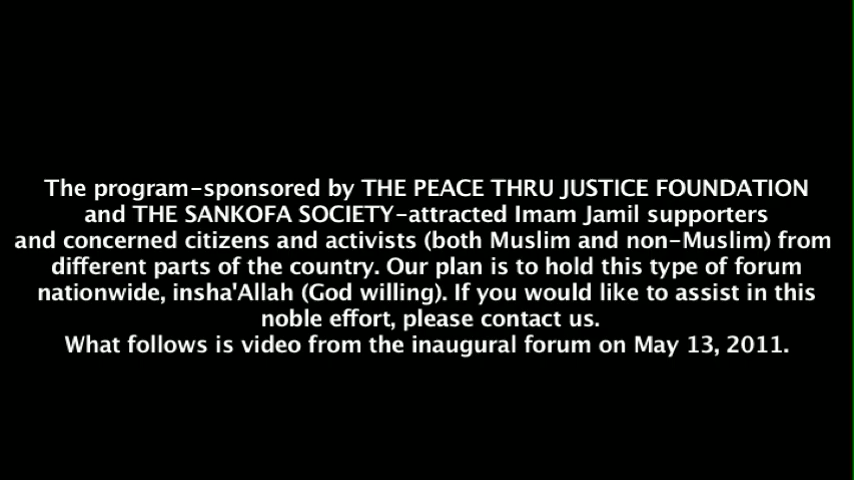 The program-sponsored by THE PEACE THRU JUSTICE FOUNDATION
and THE SANKOFA SOCIETY-attracted Imam Jamil supporters
and concerned citizens and activists (both Muslim and non-Muslim) from
different parts of the country. Our plan is to hold this type of forum
nationwide, insha'Allah (God willing). If you would like to assist in this
noble effort, please contact us.
What follows is video from the inaugural forum on May 13, 2011.